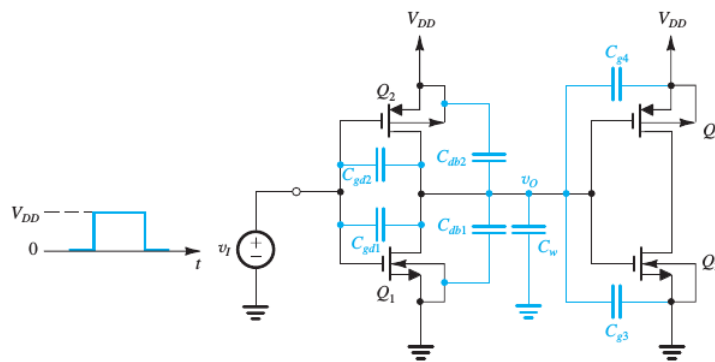 V_DD
V_DD
C_g4
Q_2
Q
C_gd2
C_db2
v_O
V_DD
0
t
v_I
+
−
C_gd1
C_db1
C_w
Q
Q_1
C_g3